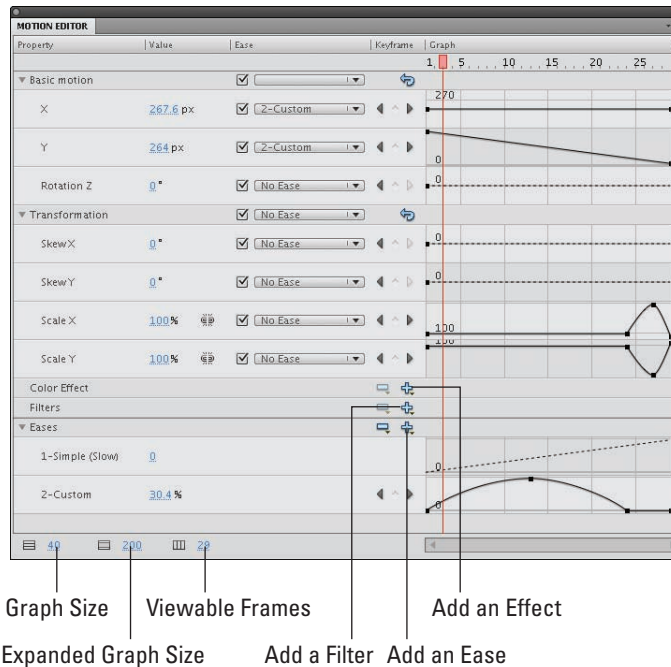 MOTION EDITOR
Property Value Ease Keyframe Graph
1 5 10 15 20 25
Basic motion
270
X 267.6 px 2-Custom
Y 264 px 2-Custom
0
Rotation Z 0° No Ease 0
Transformation No Ease
Skew X 0° No Ease 0
Skew Y 0° No Ease 0
Scale X 100% No Ease 100
100
Scale Y 100% No Ease
Color Effect
Filters
Eases
1-Simple (Slow) 0 0
2-Custom 30.4 % 0
40 200 29
Graph Size Viewable Frames Add an Effect
Expanded Graph Size Add a Filter Add an Ease